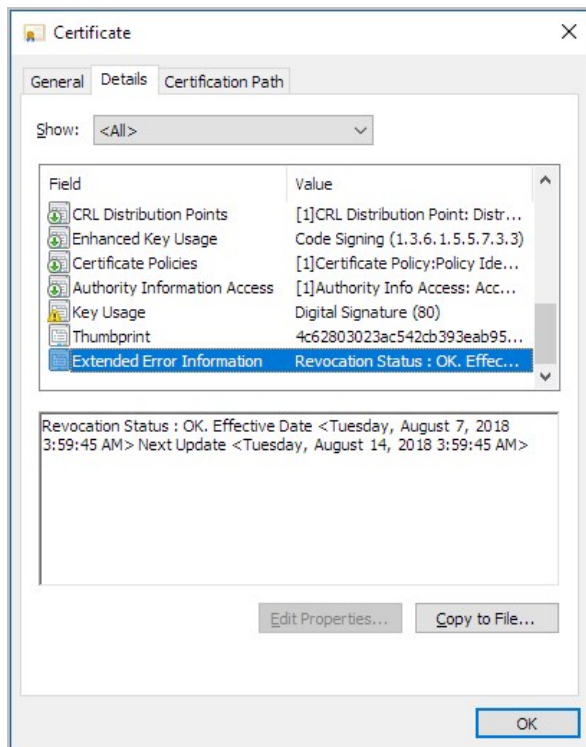 Certificate
General Details Certification Path
Show: <All>
Field Value
CRL Distribution Points [1]CRL Distribution Point: Distr...
Enhanced Key Usage Code Signing (1.3.6.1.5.5.7.3.3)
Certificate Policies [1]Certificate Policy:Policy Ide...
Authority Information Access [1]Authority Info Access: Acc...
Key Usage Digital Signature (80)
Thumbprint 4c62803023ac542cb393eab95...
Extended Error Information Revocation Status : OK. Effec...
Revocation Status : OK. Effective Date <Tuesday, August 7, 2018
3:59:45 AM> Next Update <Tuesday, August 14, 2018 3:59:45 AM>
Edit Properties... Copy to File...
OK